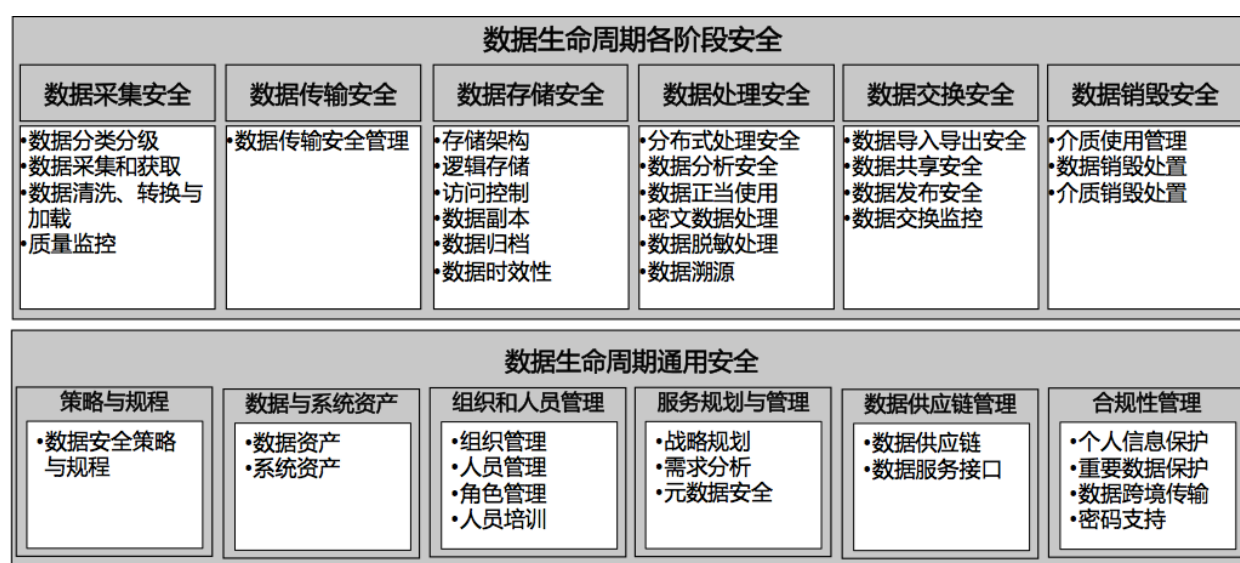 数据生命周期各阶段安全
数据采集安全
•数据分类分级
•数据采集和获取
•数据清洗、转换与
加载
•质量监控
数据传输安全
•数据传输安全管理
数据存储安全
•存储架构
•逻辑存储
•访问控制
•数据副本
•数据归档
•数据时效性
数据处理安全
•分布式处理安全
•数据分析安全
•数据正当使用
•密文数据处理
•数据脱敏处理
•数据溯源
数据交换安全
•数据导入导出安全
•数据共享安全
•数据发布安全
•数据交换监控
数据销毁安全
•介质使用管理
•数据销毁处置
•介质销毁处置
数据生命周期通用安全
策略与规程
•数据安全策略
与规程
数据与系统资产
•数据资产
•系统资产
组织和人员管理
•组织管理
•人员管理
•角色管理
•人员培训
服务规划与管理
•战略规划
•需求分析
•元数据安全
数据供应链管理
•数据供应链
•数据服务接口
合规性管理
•个人信息保护
•重要数据保护
•数据跨境传输
•密码支持